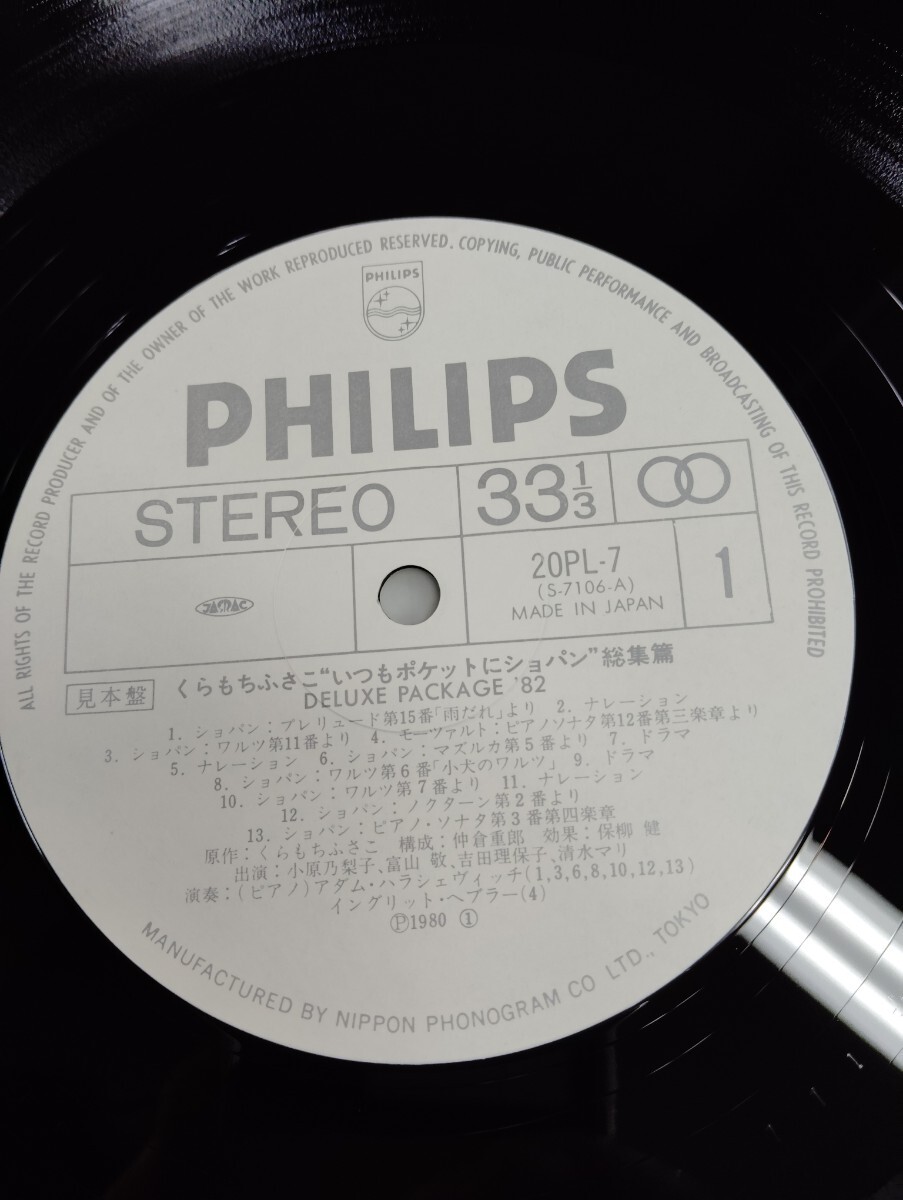 ALL RIGHTS OF THE RECORD PRODUCER AND OF THE OWNER OF THE WORK REPRODUCED RESERVED. COPYING, PUBLIC PERFORMANCE AND BROADCASTING OF THIS RECORD PROHIBITED
PHILIPS
PHILIPS
STEREO
33 1/3
JASRAC
20PL-7
(S-7106-A)
MADE IN JAPAN
1
見本盤
くらもちふさこ“いつもポケットにショパン”総集篇
DELUXE PACKAGE '82
1. ショパン：プレリュード第15番「雨だれ」より 2. ナレーション
3. ショパン：ワルツ第11番より 4. モーツァルト：ピアノソナタ第12番第三楽章より
5. ナレーション 6. ショパン：マズルカ第5番より 7. ドラマ
8. ショパン：ワルツ第6番「小犬のワルツ」 9. ドラマ
10. ショパン：ワルツ第7番より 11. ナレーション
12. ショパン：ノクターン第2番より
13. ショパン：ピアノ・ソナタ第3番第四楽章
原作：くらもちふさこ 構成：仲倉重郎 効果：保柳 健
出演：小原乃梨子、富山 敬、吉田理保子、清水マリ
演奏：(ピアノ)アダム・ハラシェヴィッチ(1,3,6,8,10,12,13)
イングリット・ヘブラー(4)
Ⓟ1980 ①
MANUFACTURED BY NIPPON PHONOGRAM CO LTD., TOKYO